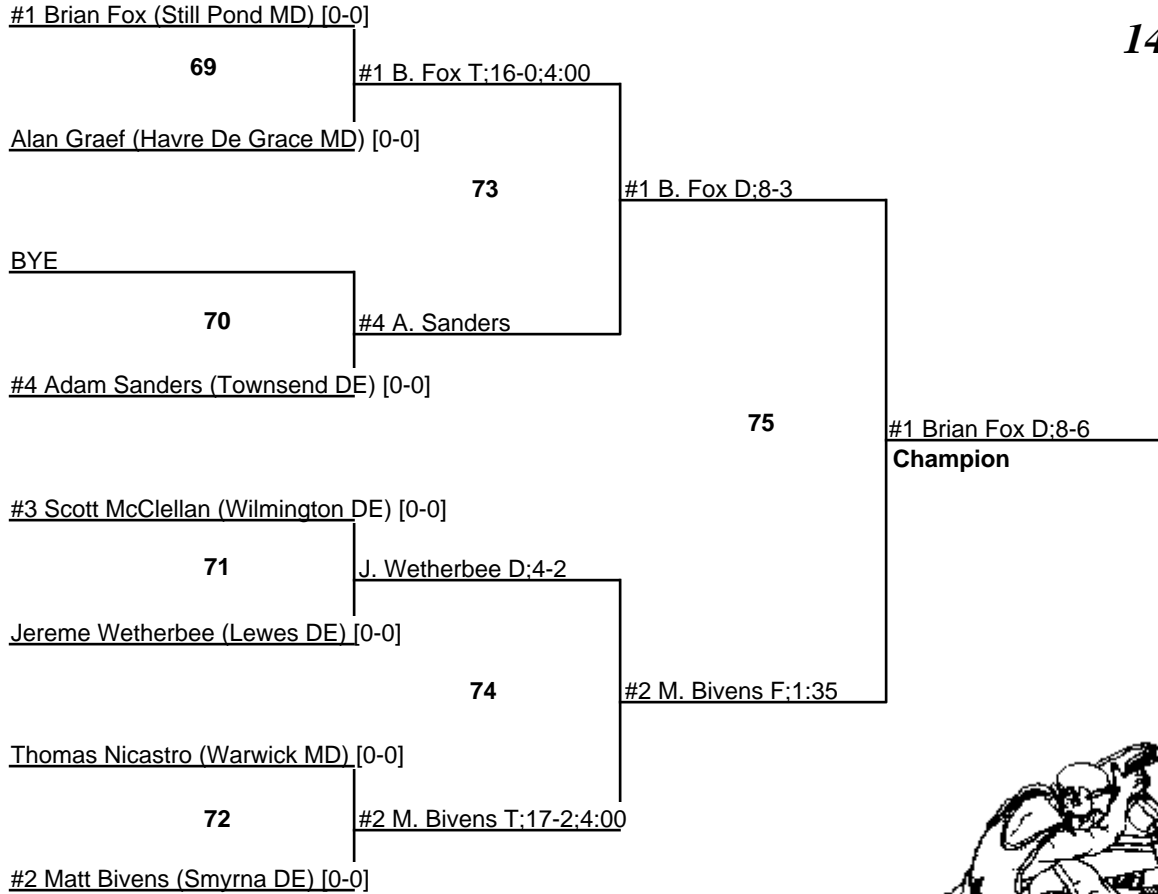 #1 Brian Fox (Still Pond MD) [0-0]
14
69
#1 B. Fox T;16-0;4:00
Alan Graef (Havre De Grace MD) [0-0]
73
#1 B. Fox D;8-3
BYE
70
#4 A. Sanders
#4 Adam Sanders (Townsend DE) [0-0]
75
#1 Brian Fox D;8-6
Champion
#3 Scott McClellan (Wilmington DE) [0-0]
71
J. Wetherbee D;4-2
Jereme Wetherbee (Lewes DE) [0-0]
74
#2 M. Bivens F;1:35
Thomas Nicastro (Warwick MD) [0-0]
72
#2 M. Bivens T;17-2;4:00
#2 Matt Bivens (Smyrna DE) [0-0]